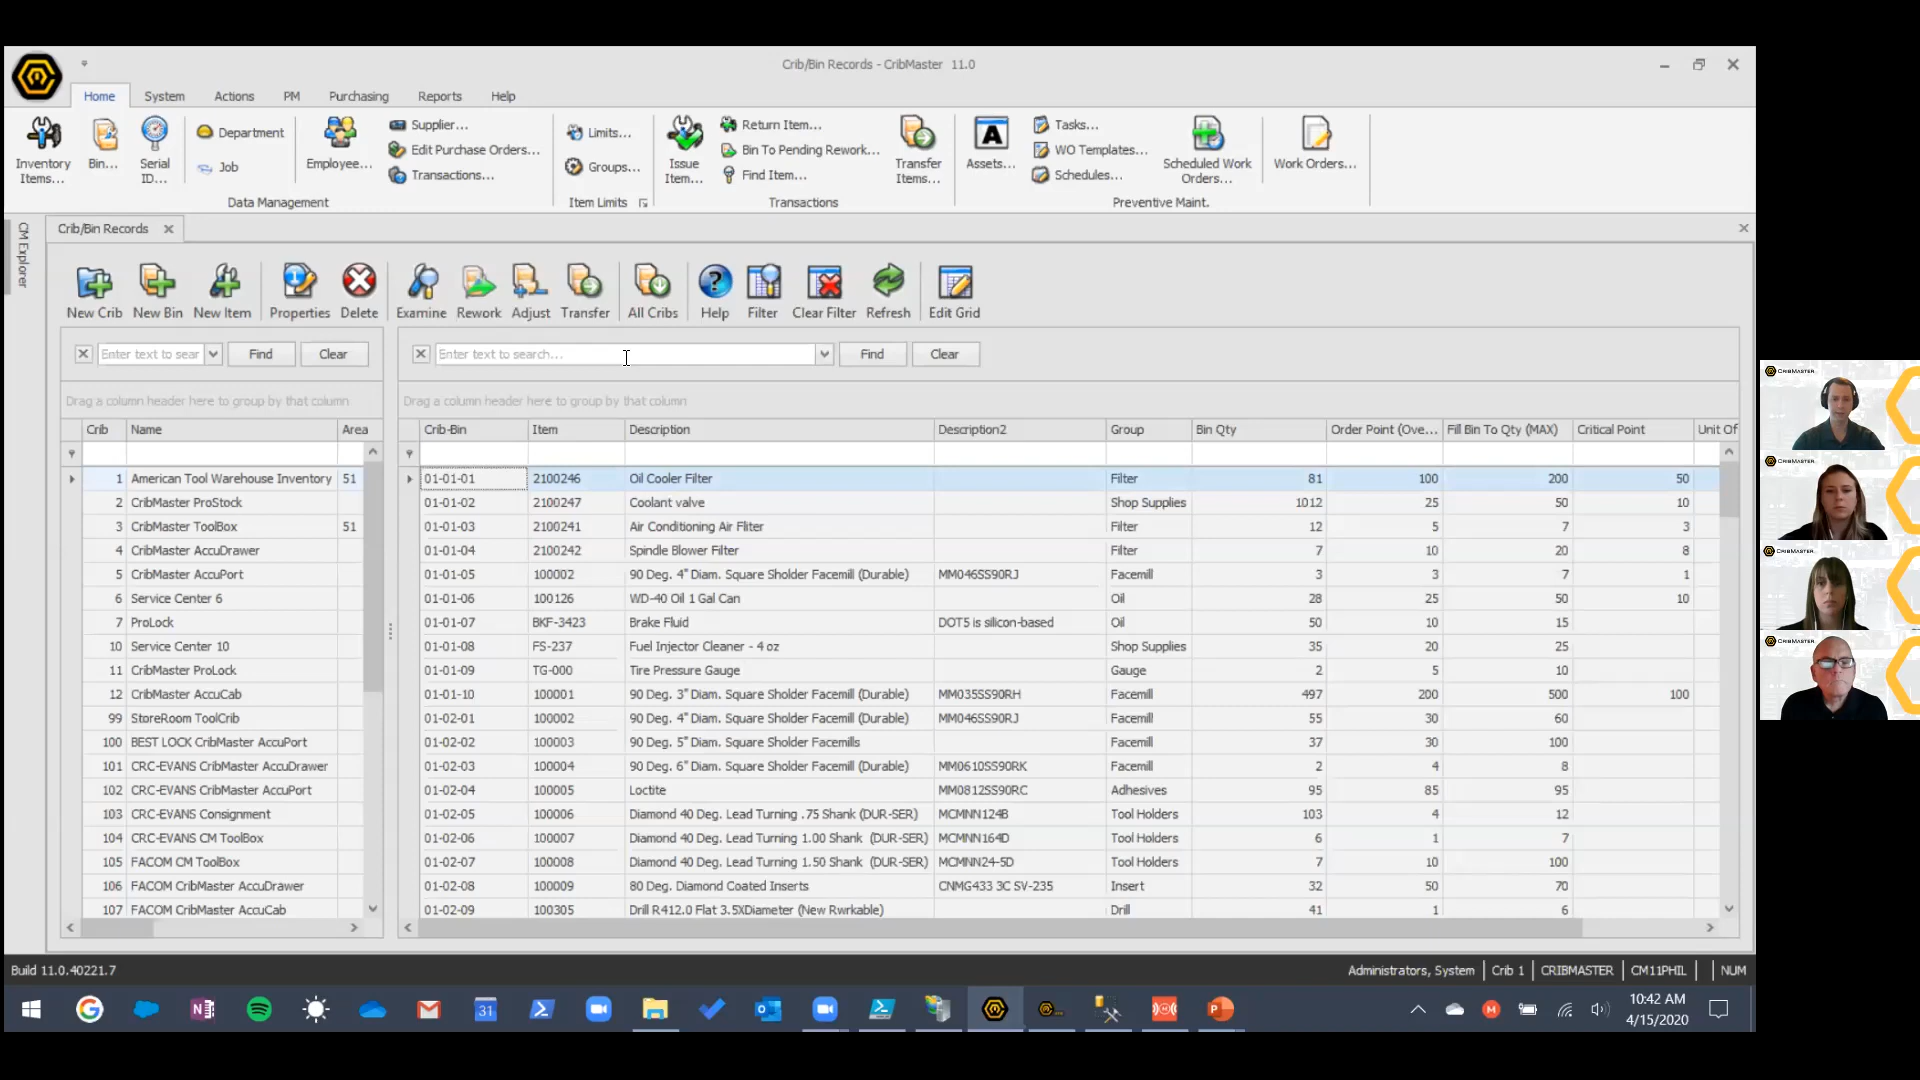 Crib/Bin Records - CribMaster 11.0
Home System Actions PM Purchasing Reports Help
Inventory Items...
Bin...
Serial ID...
Department
Job
Employee...
Supplier...
Edit Purchase Orders...
Transactions...
Data Management
Limits...
Groups...
Item Limits
Issue Item...
Return Item...
Bin To Pending Rework...
Find Item...
Transfer Items...
Transactions
Assets...
Tasks...
WO Templates...
Schedules...
Scheduled Work Orders...
Work Orders...
Preventive Maint.
CM Explorer
Crib/Bin Records
New Crib New Bin New Item Properties Delete Examine Rework Adjust Transfer All Cribs Help Filter Clear Filter Refresh Edit Grid
Enter text to sear Find Clear
Enter text to search... Find Clear
Drag a column header here to group by that column
Drag a column header here to group by that column
Crib Name Area
1 American Tool Warehouse Inventory 51
2 CribMaster ProStock
3 CribMaster ToolBox 51
4 CribMaster AccuDrawer
5 CribMaster AccuPort
6 Service Center 6
7 ProLock
10 Service Center 10
11 CribMaster ProLock
12 CribMaster AccuCab
99 StoreRoom ToolCrib
100 BEST LOCK CribMaster AccuPort
101 CRC-EVANS CribMaster AccuDrawer
102 CRC-EVANS CribMaster AccuPort
103 CRC-EVANS Consignment
104 CRC-EVANS CM ToolBox
105 FACOM CM ToolBox
106 FACOM CribMaster AccuDrawer
107 FACOM CribMaster AccuCab
Crib-Bin Item Description Description2 Group Bin Qty Order Point (Ove... Fill Bin To Qty (MAX) Critical Point Unit Of
01-01-01 2100246 Oil Cooler Filter Filter 81 100 200 50
01-01-02 2100247 Coolant valve Shop Supplies 1012 25 50 10
01-01-03 2100241 Air Conditioning Air Fliter Filter 12 5 7 3
01-01-04 2100242 Spindle Blower Filter Filter 7 10 20 8
01-01-05 100002 90 Deg. 4" Diam. Square Sholder Facemill (Durable) MM046SS90RJ Facemill 3 3 7 1
01-01-06 100126 WD-40 Oil 1 Gal Can Oil 28 25 50 10
01-01-07 BKF-3423 Brake Fluid DOT5 is silicon-based Oil 50 10 15
01-01-08 FS-237 Fuel Injector Cleaner - 4 oz Shop Supplies 35 20 25
01-01-09 TG-000 Tire Pressure Gauge Gauge 2 5 10
01-01-10 100001 90 Deg. 3" Diam. Square Sholder Facemill (Durable) MM035SS90RH Facemill 497 200 500 100
01-02-01 100002 90 Deg. 4" Diam. Square Sholder Facemill (Durable) MM046SS90RJ Facemill 55 30 60
01-02-02 100003 90 Deg. 5" Diam. Square Sholder Facemills Facemill 37 30 100
01-02-03 100004 90 Deg. 6" Diam. Square Sholder Facemill (Durable) MM0610SS90RK Facemill 2 4 8
01-02-04 100005 Loctite MM0812SS90RC Adhesives 95 85 95
01-02-05 100006 Diamond 40 Deg. Lead Turning .75 Shank (DUR-SER) MCMNN124B Tool Holders 103 4 12
01-02-06 100007 Diamond 40 Deg. Lead Turning 1.00 Shank (DUR-SER) MCMNN164D Tool Holders 6 1 7
01-02-07 100008 Diamond 40 Deg. Lead Turning 1.50 Shank (DUR-SER) MCMNN24-5D Tool Holders 7 10 100
01-02-08 100009 80 Deg. Diamond Coated Inserts CNMG433 3C SV-235 Insert 32 50 70
01-02-09 100305 Drill R412.0 Flat 3.5XDiameter (New Rwrkable) Drill 41 1 6
Build 11.0.40221.7
Administrators, System Crib 1 CRIBMASTER CM11PHIL NUM
31
10:42 AM
4/15/2020
CRIBMASTER
CRIBMASTER
CRIBMASTER
CRIBMASTER